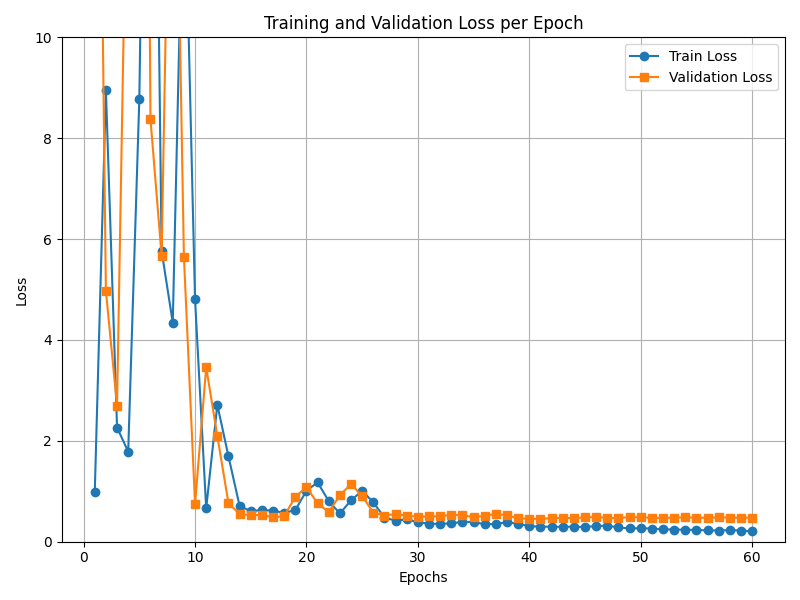 Training and Validation Loss per Epoch
Train Loss
Validation Loss
10
8
6
4
2
0
Loss
0 10 20 30 40 50 60
Epochs